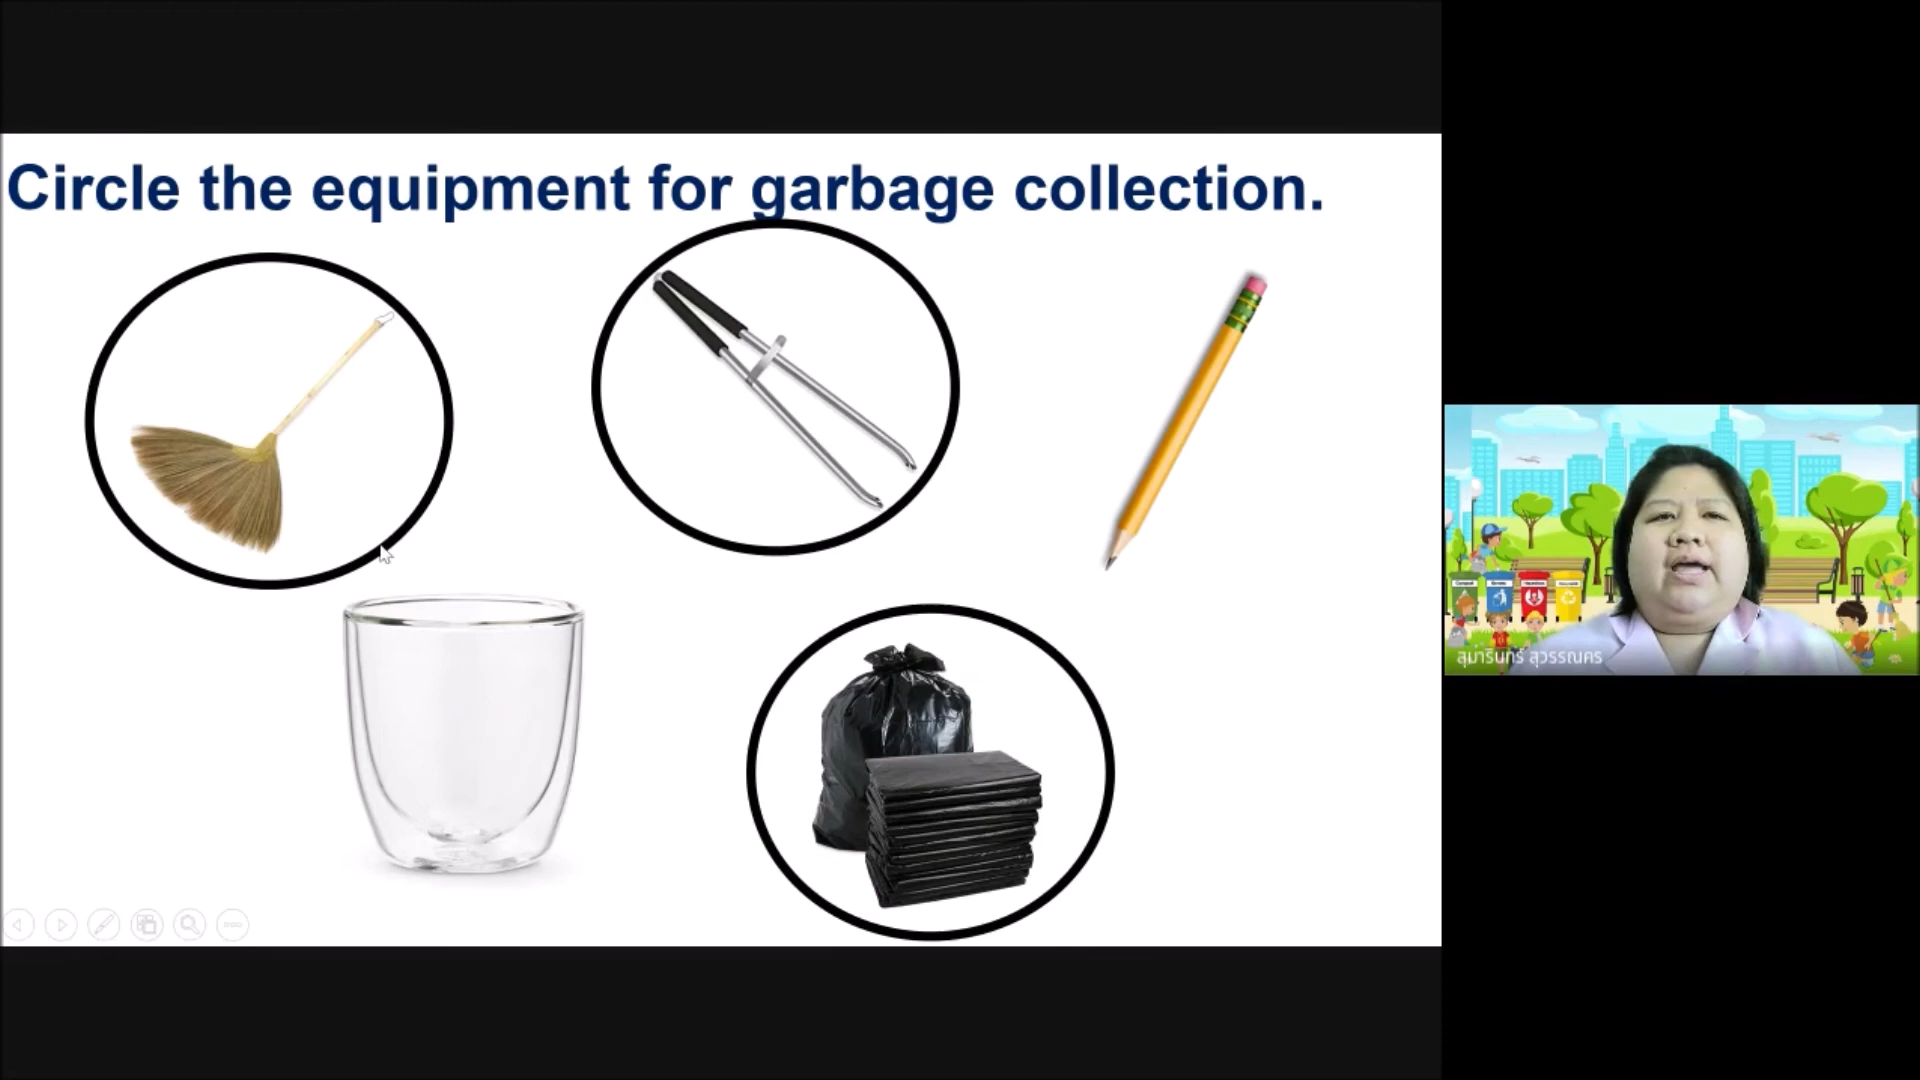 Circle the equipment for garbage collection.
สุมารินทร์ สุวรรณคร